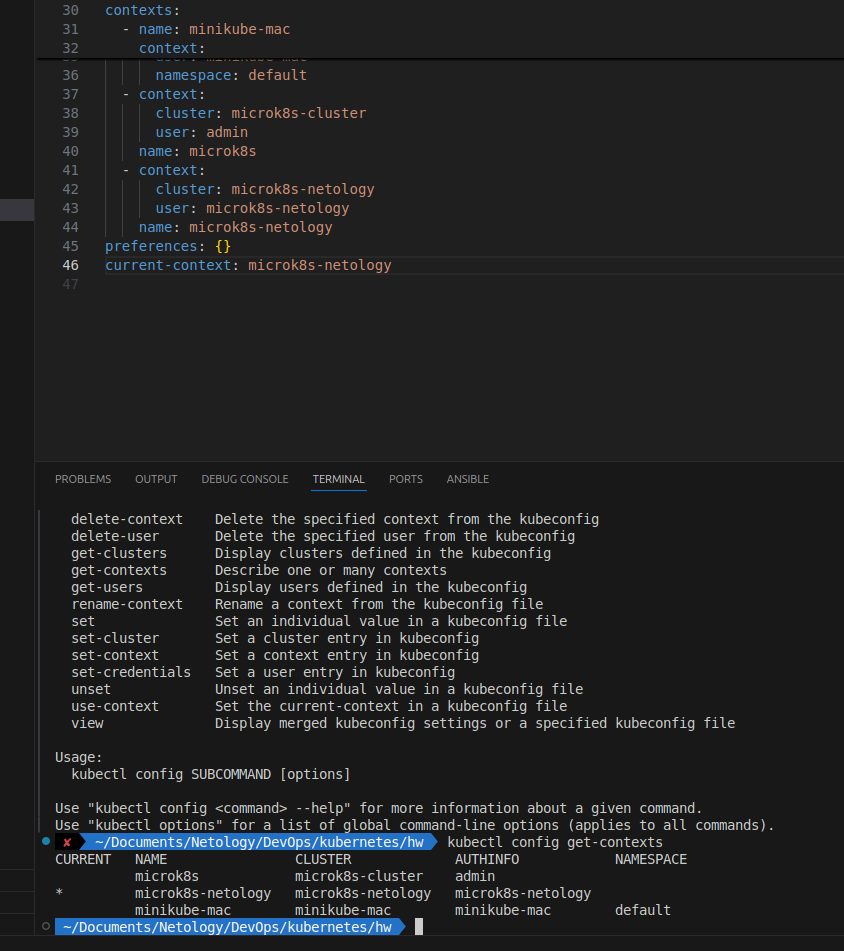 30 contexts:
31   - name: minikube-mac
32     context:
36       namespace: default
37   - context:
38       cluster: microk8s-cluster
39       user: admin
40     name: microk8s
41   - context:
42       cluster: microk8s-netology
43       user: microk8s-netology
44     name: microk8s-netology
45 preferences: {}
46 current-context: microk8s-netology
47
PROBLEMS OUTPUT DEBUG CONSOLE TERMINAL PORTS ANSIBLE
  delete-context    Delete the specified context from the kubeconfig
  delete-user       Delete the specified user from the kubeconfig
  get-clusters      Display clusters defined in the kubeconfig
  get-contexts      Describe one or many contexts
  get-users         Display users defined in the kubeconfig
  rename-context    Rename a context from the kubeconfig file
  set               Set an individual value in a kubeconfig file
  set-cluster       Set a cluster entry in kubeconfig
  set-context       Set a context entry in kubeconfig
  set-credentials   Set a user entry in kubeconfig
  unset             Unset an individual value in a kubeconfig file
  use-context       Set the current-context in a kubeconfig file
  view              Display merged kubeconfig settings or a specified kubeconfig file
Usage:
  kubectl config SUBCOMMAND [options]
Use "kubectl config <command> --help" for more information about a given command.
Use "kubectl options" for a list of global command-line options (applies to all commands).
✘ ~/Documents/Netology/DevOps/kubernetes/hw kubectl config get-contexts
CURRENT   NAME                CLUSTER             AUTHINFO            NAMESPACE
          microk8s            microk8s-cluster    admin
*         microk8s-netology   microk8s-netology   microk8s-netology
          minikube-mac        minikube-mac        minikube-mac        default
~/Documents/Netology/DevOps/kubernetes/hw